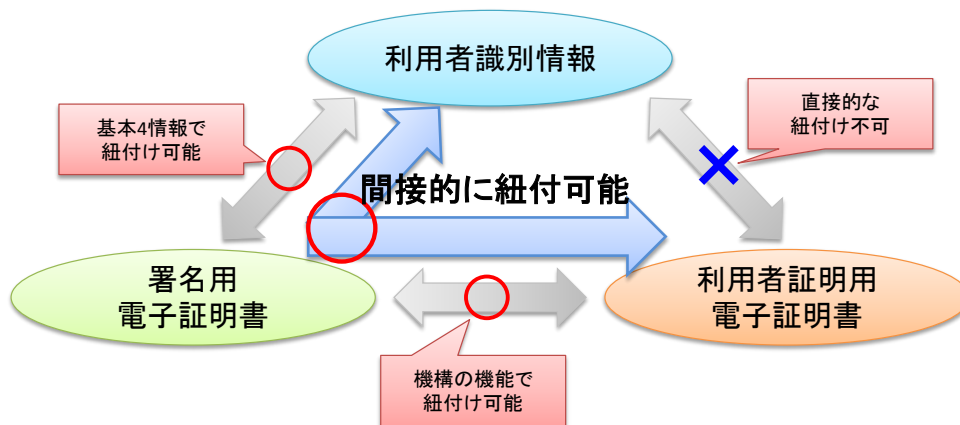 利用者識別情報
基本4情報で
紐付け可能
直接的な
紐付け不可
間接的に紐付可能
署名用
電子証明書
利用者証明用
電子証明書
機構の機能で
紐付け可能